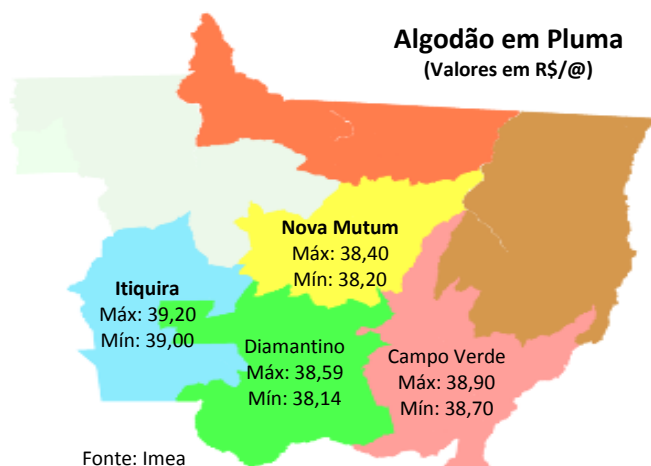 Algodão em Pluma
(Valores em R$/@)
Nova Mutum
Máx: 38,40
Mín: 38,20
Itiquira
Máx: 39,20
Mín: 39,00
Diamantino
Máx: 38,59
Mín: 38,14
Campo Verde
Máx: 38,90
Mín: 38,70
Fonte: Imea